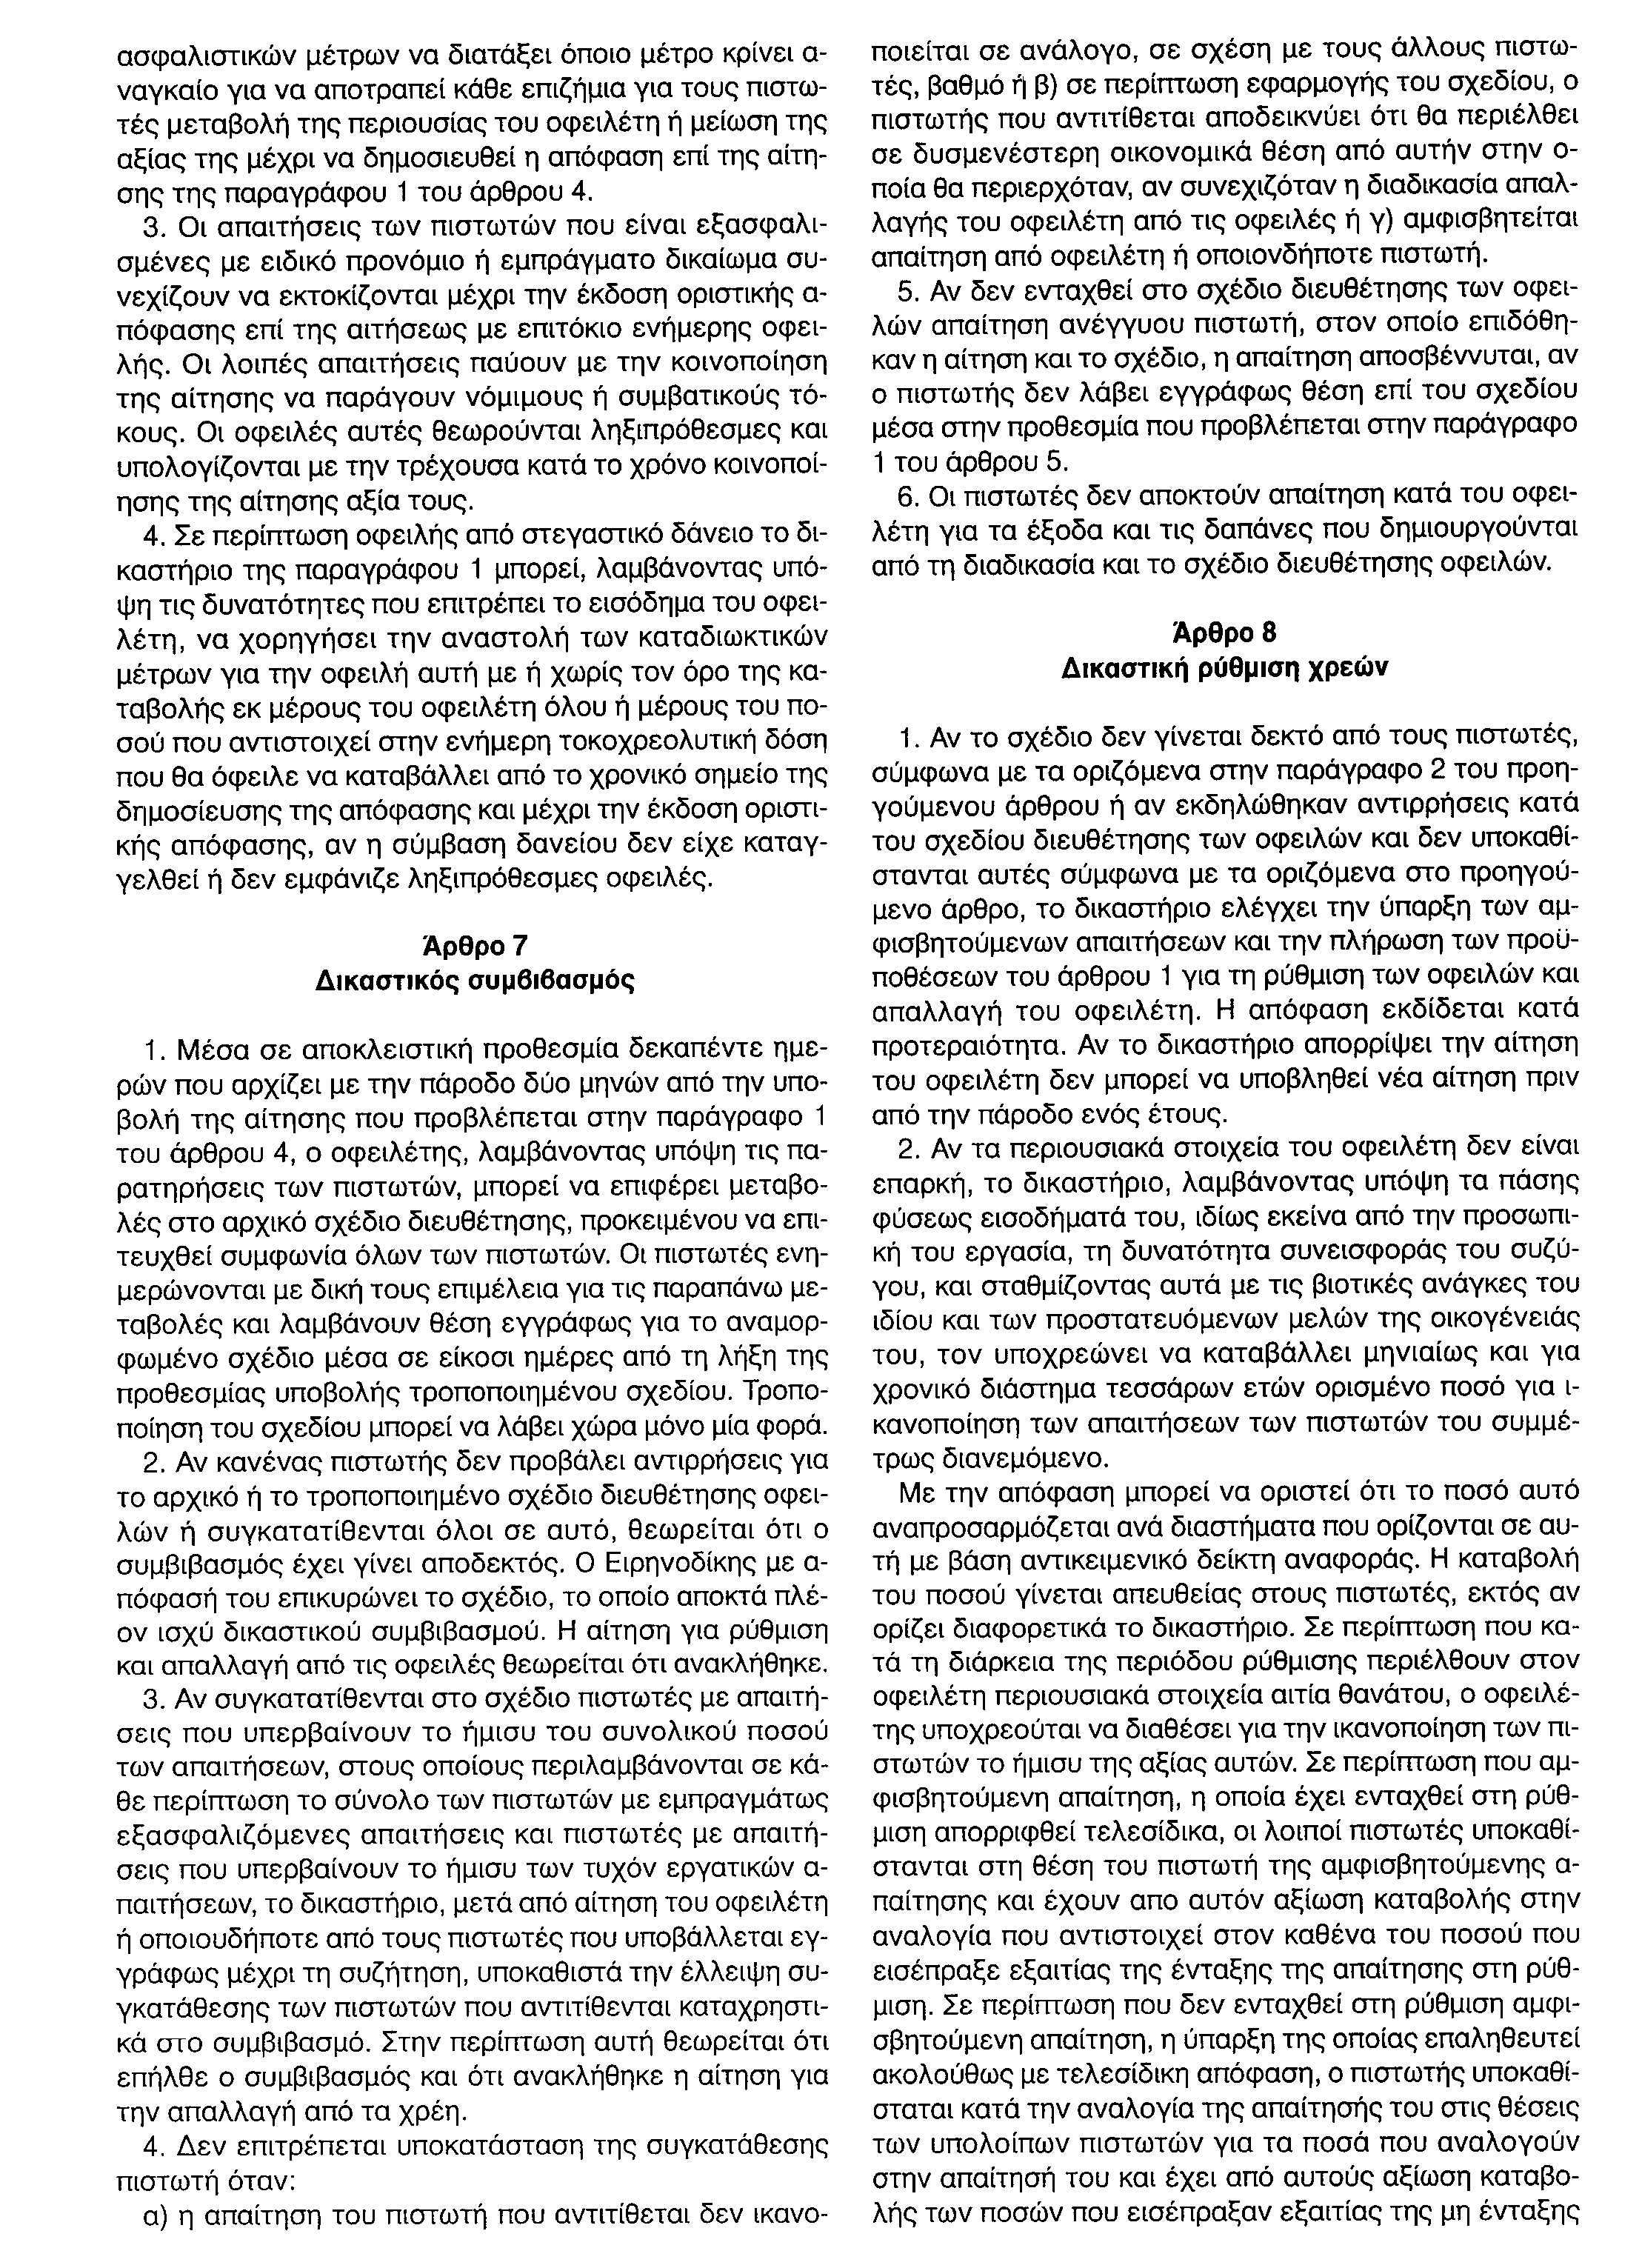 ασφαλιστικών μέτρων να διατάξει όποιο μέτρο κρίνει α-
ναγκαίο για να αποτραπεί κάθε επιζήμια για τους πιστω-
τές μεταβολή της περιουσίας του οφειλέτη ή μείωση της
αξίας της μέχρι να δημοσιευθεί η απόφαση επί της αίτη-
σης της παραγράφου 1 του άρθρου 4.
3. Οι απαιτήσεις των πιστωτών που είναι εξασφαλι-
σμένες με ειδικό προνόμιο ή εμπράγματο δικαίωμα συ-
νεχίζουν να εκτοκίζονται μέχρι την έκδοση οριστικής α-
πόφασης επί της αιτήσεως με επιτόκιο ενήμερης οφει-
λής. Οι λοιπές απαιτήσεις παύουν με την κοινοποίηση
της αίτησης να παράγουν νόμιμους ή συμβατικούς τό-
κους. Οι οφειλές αυτές θεωρούνται ληξιπρόθεσμες και
υπολογίζονται με την τρέχουσα κατά το χρόνο κοινοποί-
ησης της αίτησης αξία τους.
4. Σε περίπτωση οφειλής από στεγαστικό δάνειο το δι-
καστήριο της παραγράφου 1 μπορεί, λαμβάνοντας υπό-
ψη τις δυνατότητες που επιτρέπει το εισόδημα του οφει-
λέτη, να χορηγήσει την αναστολή των καταδιωκτικών
μέτρων για την οφειλή αυτή με ή χωρίς τον όρο της κα-
ταβολής εκ μέρους του οφειλέτη όλου ή μέρους του πο-
σού που αντιστοιχεί στην ενήμερη τοκοχρεολυτική δόση
που θα όφειλε να καταβάλλει από το χρονικό σημείο της
δημοσίευσης της απόφασης και μέχρι την έκδοση οριστι-
κής απόφασης, αν η σύμβαση δανείου δεν είχε καταγ-
γελθεί ή δεν εμφάνιζε ληξιπρόθεσμες οφειλές.
Άρθρο 7
Δικαστικός συμβιβασμός
1. Μέσα σε αποκλειστική προθεσμία δεκαπέντε ημε-
ρών που αρχίζει με την πάροδο δύο μηνών από την υπο-
βολή της αίτησης που προβλέπεται στην παράγραφο 1
του άρθρου 4, ο οφειλέτης, λαμβάνοντας υπόψη τις πα-
ρατηρήσεις των πιστωτών, μπορεί να επιφέρει μεταβο-
λές στο αρχικό σχέδιο διευθέτησης, προκειμένου να επι-
τευχθεί συμφωνία όλων των πιστωτών. Οι πιστωτές ενη-
μερώνονται με δική τους επιμέλεια για τις παραπάνω με-
ταβολές και λαμβάνουν θέση εγγράφως για το αναμορ-
φωμένο σχέδιο μέσα σε είκοσι ημέρες από τη λήξη της
προθεσμίας υποβολής τροποποιημένου σχεδίου. Τροπο-
ποίηση του σχεδίου μπορεί να λάβει χώρα μόνο μία φορά.
2. Αν κανένας πιστωτής δεν προβάλει αντιρρήσεις για
το αρχικό ή το τροποποιημένο σχέδιο διευθέτησης οφει-
λών ή συγκατατίθενται όλοι σε αυτό, θεωρείται ότι ο
συμβιβασμός έχει γίνει αποδεκτός. Ο Ειρηνοδίκης με α-
πόφασή του επικυρώνει το σχέδιο, το οποίο αποκτά πλέ-
ον ισχύ δικαστικού συμβιβασμού. Η αίτηση για ρύθμιση
και απαλλαγή από τις οφειλές θεωρείται ότι ανακλήθηκε.
3. Αν συγκατατίθενται στο σχέδιο πιστωτές με απαιτή-
σεις που υπερβαίνουν το ήμισυ του συνολικού ποσού
των απαιτήσεων, στους οποίους περιλαμβάνονται σε κά-
θε περίπτωση το σύνολο των πιστωτών με εμπραγμάτως
εξασφαλιζόμενες απαιτήσεις και πιστωτές με απαιτή-
σεις που υπερβαίνουν το ήμισυ των τυχόν εργατικών α-
παιτήσεων, το δικαστήριο, μετά από αίτηση του οφειλέτη
ή οποιουδήποτε από τους πιστωτές που υποβάλλεται εγ-
γράφως μέχρι τη συζήτηση, υποκαθιστά την έλλειψη συ-
γκατάθεσης των πιστωτών που αντιτίθενται καταχρηστι-
κά στο συμβιβασμό. Στην περίπτωση αυτή θεωρείται ότι
επήλθε ο συμβιβασμός και ότι ανακλήθηκε η αίτηση για
την απαλλαγή από τα χρέη.
4. Δεν επιτρέπεται υποκατάσταση της συγκατάθεσης
πιστωτή όταν:
α) η απαίτηση του πιστωτή που αντιτίθεται δεν ικανο-
ποιείται σε ανάλογο, σε σχέση με τους άλλους πιστω-
τές, βαθμό ή β) σε περίπτωση εφαρμογής του σχεδίου, ο
πιστωτής που αντιτίθεται αποδεικνύει ότι θα περιέλθει
σε δυσμενέστερη οικονομικά θέση από αυτήν στην ο-
ποία θα περιερχόταν, αν συνεχιζόταν η διαδικασία απαλ-
λαγής του οφειλέτη από τις οφειλές ή γ) αμφισβητείται
απαίτηση από οφειλέτη ή οποιονδήποτε πιστωτή.
5. Αν δεν ενταχθεί στο σχέδιο διευθέτησης των οφει-
λών απαίτηση ανέγγυου πιστωτή, στον οποίο επιδόθη-
καν η αίτηση και το σχέδιο, η απαίτηση αποσβέννυται, αν
ο πιστωτής δεν λάβει εγγράφως θέση επί του σχεδίου
μέσα στην προθεσμία που προβλέπεται στην παράγραφο
1 του άρθρου 5.
6. Οι πιστωτές δεν αποκτούν απαίτηση κατά του οφει-
λέτη για τα έξοδα και τις δαπάνες που δημιουργούνται
από τη διαδικασία και το σχέδιο διευθέτησης οφειλών.
Άρθρο 8
Δικαστική ρύθμιση χρεών
1. Αν το σχέδιο δεν γίνεται δεκτό από τους πιστωτές,
σύμφωνα με τα οριζόμενα στην παράγραφο 2 του προη-
γούμενου άρθρου ή αν εκδηλώθηκαν αντιρρήσεις κατά
του σχεδίου διευθέτησης των οφειλών και δεν υποκαθί-
στανται αυτές σύμφωνα με τα οριζόμενα στο προηγού-
μενο άρθρο, το δικαστήριο ελέγχει την ύπαρξη των αμ-
φισβητούμενων απαιτήσεων και την πλήρωση των προϋ-
ποθέσεων του άρθρου 1 για τη ρύθμιση των οφειλών και
απαλλαγή του οφειλέτη. Η απόφαση εκδίδεται κατά
προτεραιότητα. Αν το δικαστήριο απορρίψει την αίτηση
του οφειλέτη δεν μπορεί να υποβληθεί νέα αίτηση πριν
από την πάροδο ενός έτους.
2. Αν τα περιουσιακά στοιχεία του οφειλέτη δεν είναι
επαρκή, το δικαστήριο, λαμβάνοντας υπόψη τα πάσης
φύσεως εισοδήματά του, ιδίως εκείνα από την προσωπι-
κή του εργασία, τη δυνατότητα συνεισφοράς του συζύ-
γου, και σταθμίζοντας αυτά με τις βιοτικές ανάγκες του
ιδίου και των προστατευόμενων μελών της οικογένειάς
του, τον υποχρεώνει να καταβάλλει μηνιαίως και για
χρονικό διάστημα τεσσάρων ετών ορισμένο ποσό για ι-
κανοποίηση των απαιτήσεων των πιστωτών του συμμέ-
τρως διανεμόμενο.
Με την απόφαση μπορεί να οριστεί ότι το ποσό αυτό
αναπροσαρμόζεται ανά διαστήματα που ορίζονται σε αυ-
τή με βάση αντικειμενικό δείκτη αναφοράς. Η καταβολή
του ποσού γίνεται απευθείας στους πιστωτές, εκτός αν
ορίζει διαφορετικά το δικαστήριο. Σε περίπτωση που κα-
τά τη διάρκεια της περιόδου ρύθμισης περιέλθουν στον
οφειλέτη περιουσιακά στοιχεία αιτία θανάτου, ο οφειλέ-
της υποχρεούται να διαθέσει για την ικανοποίηση των πι-
στωτών το ήμισυ της αξίας αυτών. Σε περίπτωση που αμ-
φισβητούμενη απαίτηση, η οποία έχει ενταχθεί στη ρύθ-
μιση απορριφθεί τελεσίδικα, οι λοιποί πιστωτές υποκαθί-
στανται στη θέση του πιστωτή της αμφισβητούμενης α-
παίτησης και έχουν απο αυτόν αξίωση καταβολής στην
αναλογία που αντιστοιχεί στον καθένα του ποσού που
εισέπραξε εξαιτίας της ένταξης της απαίτησης στη ρύθ-
μιση. Σε περίπτωση που δεν ενταχθεί στη ρύθμιση αμφι-
σβητούμενη απαίτηση, η ύπαρξη της οποίας επαληθευτεί
ακολούθως με τελεσίδικη απόφαση, ο πιστωτής υποκαθί-
σταται κατά την αναλογία της απαίτησής του στις θέσεις
των υπολοίπων πιστωτών για τα ποσά που αναλογούν
στην απαίτησή του και έχει από αυτούς αξίωση καταβο-
λής των ποσών που εισέπραξαν εξαιτίας της μη ένταξης